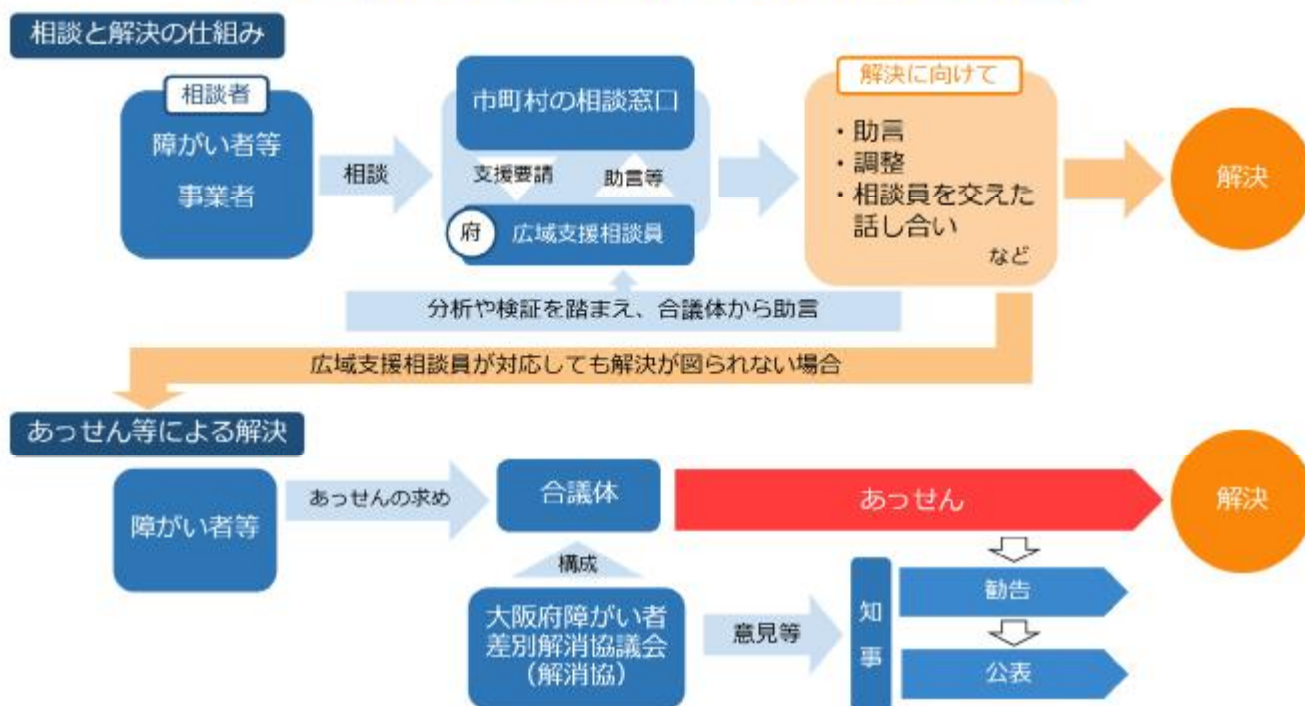 相談と解決の仕組み
相談者
障がい者等
事業者
相談
市町村の相談窓口
支援要請
助言等
府
広域支援相談員
解決に向けて
・助言
・調整
・相談員を交えた
話し合い
など
解決
分析や検証を踏まえ、合議体から助言
広域支援相談員が対応しても解決が図られない場合
あっせん等による解決
障がい者等
あっせんの求め
合議体
あっせん
解決
構成
大阪府障がい者
差別解消協議会
(解消協)
意見等
知事
勧告
公表